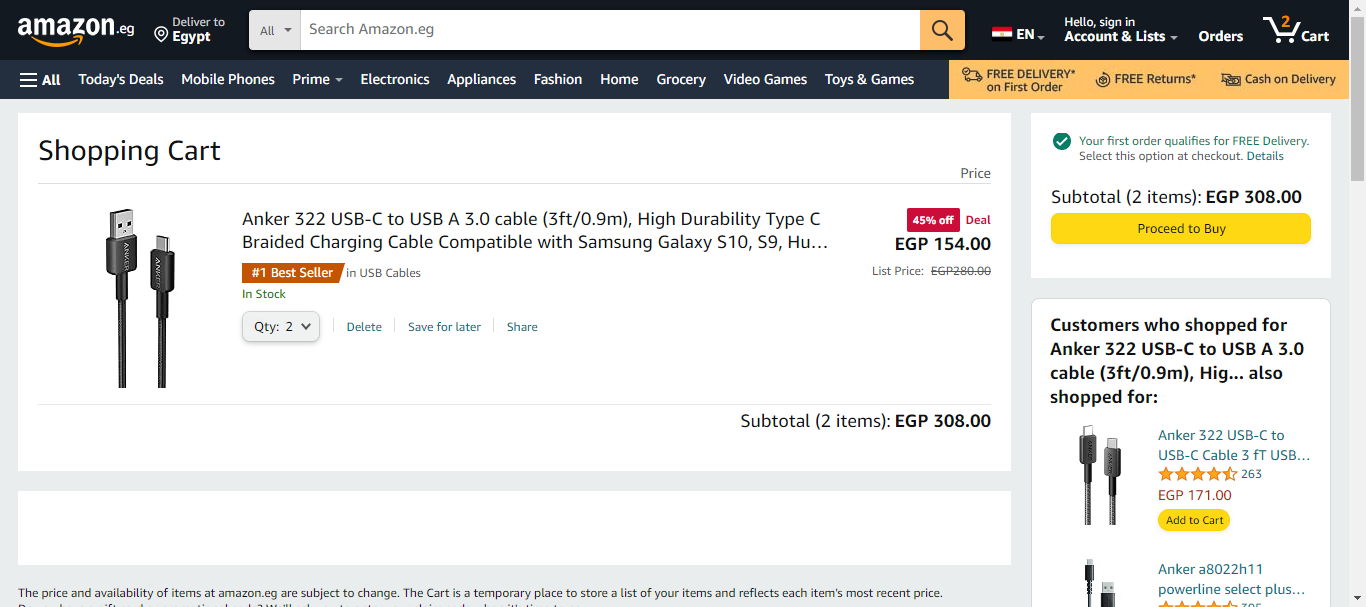 amazon.eg
Deliver to
Egypt
All
Search Amazon.eg
EN
Hello, sign in
Account & Lists
Orders
2
Cart
All
Today's Deals
Mobile Phones
Prime
Electronics
Appliances
Fashion
Home
Grocery
Video Games
Toys & Games
FREE DELIVERY*
on First Order
FREE Returns*
Cash on Delivery
Shopping Cart
Price
ANKER
ANKER
Anker 322 USB-C to USB A 3.0 cable (3ft/0.9m), High Durability Type C
Braided Charging Cable Compatible with Samsung Galaxy S10, S9, Hu…
#1 Best Seller in USB Cables
In Stock
Qty: 2
Delete
Save for later
Share
45% off Deal
EGP 154.00
List Price: EGP280.00
Subtotal (2 items): EGP 308.00
Your first order qualifies for FREE Delivery.
Select this option at checkout. Details
Subtotal (2 items): EGP 308.00
Proceed to Buy
Customers who shopped for
Anker 322 USB-C to USB A 3.0
cable (3ft/0.9m), Hig... also
shopped for:
Anker 322 USB-C to
USB-C Cable 3 fT USB…
263
EGP 171.00
Add to Cart
Anker a8022h11
powerline select plus…
The price and availability of items at amazon.eg are subject to change. The Cart is a temporary place to store a list of your items and reflects each item's most recent price.